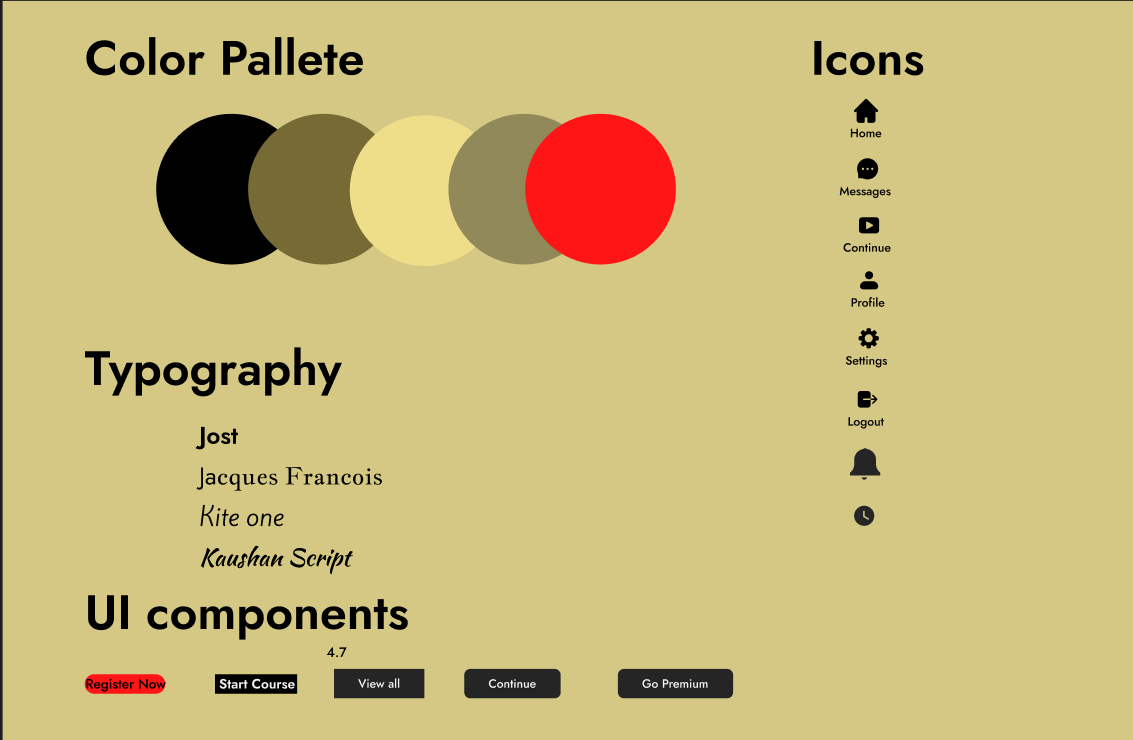 Color Pallete
Icons
Home
Messages
Continue
Profile
Settings
Logout
Typography
Jost
Jacques Francois
Kite one
Kaushan Script
UI components
4.7
Register Now
Start Course
View all
Continue
Go Premium